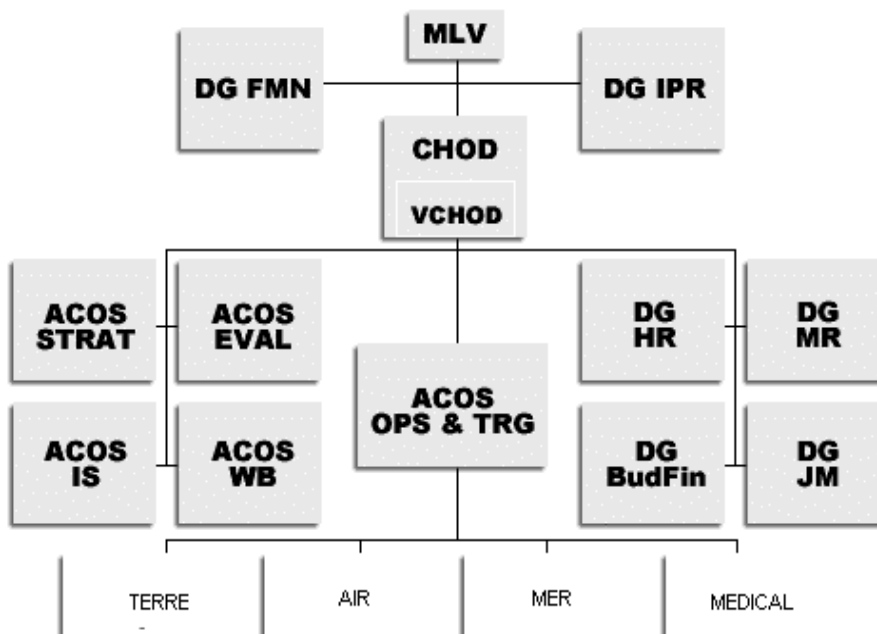 MLV
DG FMN
DG IPR
CHOD
VCHOD
ACOS
STRAT
ACOS
EVAL
DG
HR
DG
MR
ACOS
OPS & TRG
ACOS
IS
ACOS
WB
DG
BudFin
DG
JM
TERRE
AIR
MER
MEDICAL